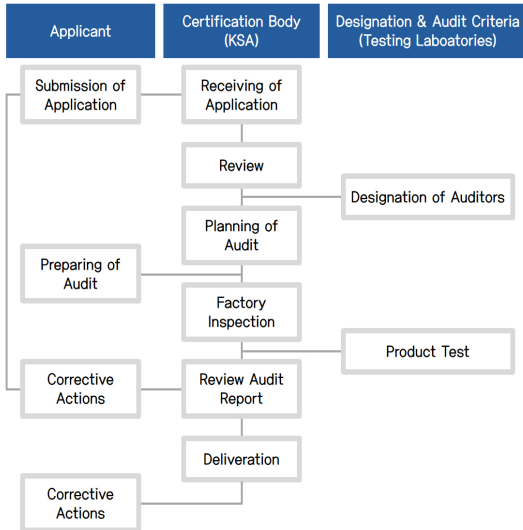 Applicant
Certification Body
(KSA)
Designation & Audit Criteria
(Testing Laboatories)
Submission of
Application
Receiving of
Application
Review
Designation of Auditors
Planning of
Audit
Preparing of
Audit
Factory
Inspection
Product Test
Corrective
Actions
Review Audit
Report
Deliveration
Corrective
Actions